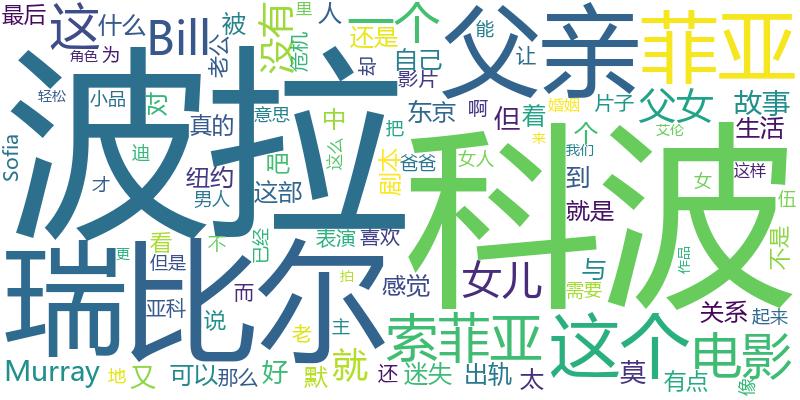 最后 这 什么 Bill 被 没有 里 人 一个 父亲 能 让 菲亚
角色 为 老公 危机 还是 自己 却 影片
波拉 科波
轻松 小品 对 意思 中 东京 啊 但 着 婚姻 片子 父女 故事
Sofia 真的 吧 这么 把 个 来 艾伦 生活
才 迪 纽约 这部 剧本 爸爸 女人 到 我们 女 这样
男人 就是 伍
更 看 不 已经 表演 喜欢 不是
瑞 比尔 但是 亚科 说 而 老 主 感觉 女儿 与 需要 关系 作品 起来
拍 索菲亚 这个 电影
Murray 地 又 可以 那么 好 默 就 还 迷失 出轨 太 莫 有点 像